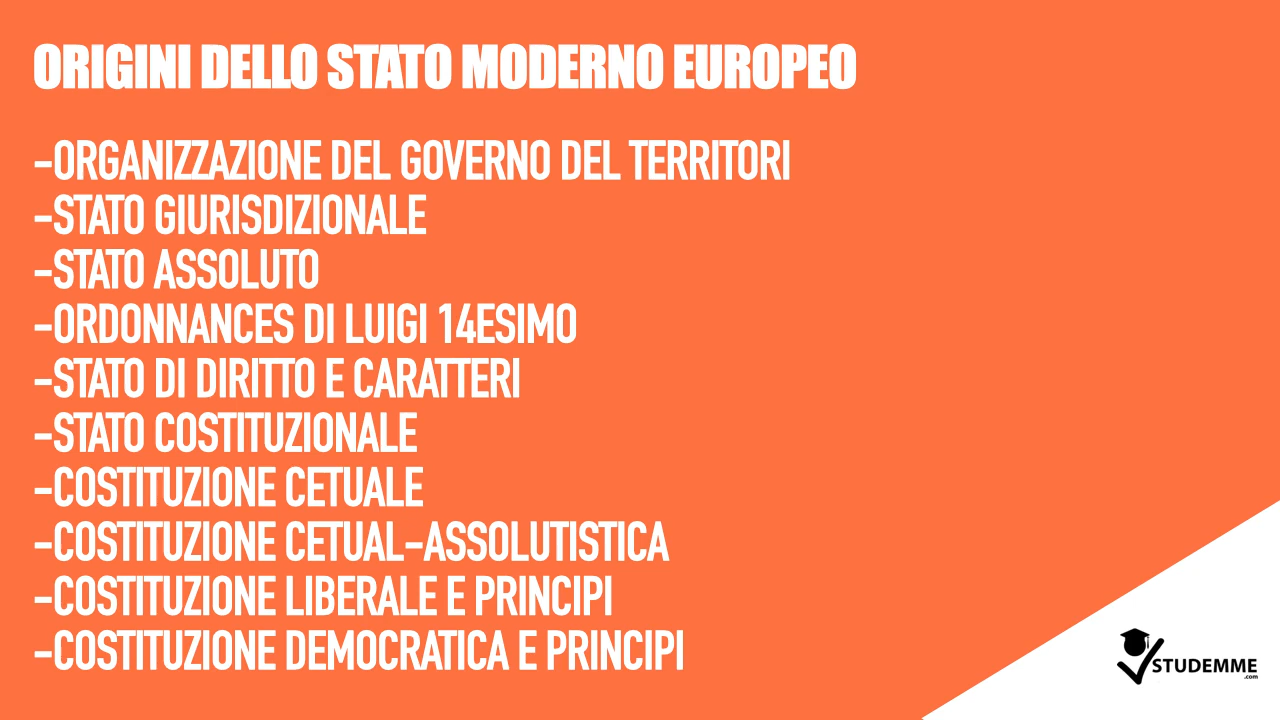 ORIGINI DELLO STATO MODERNO EUROPEO
-ORGANIZZAZIONE DEL GOVERNO DEL TERRITORI
-STATO GIURISDIZIONALE
-STATO ASSOLUTO
-ORDONNANCES DI LUIGI 14ESIMO
-STATO DI DIRITTO E CARATTERI
-STATO COSTITUZIONALE
-COSTITUZIONE CETUALE
-COSTITUZIONE CETUAL-ASSOLUTISTICA
-COSTITUZIONE LIBERALE E PRINCIPI
-COSTITUZIONE DEMOCRATICA E PRINCIPI
STUDEMME
.com